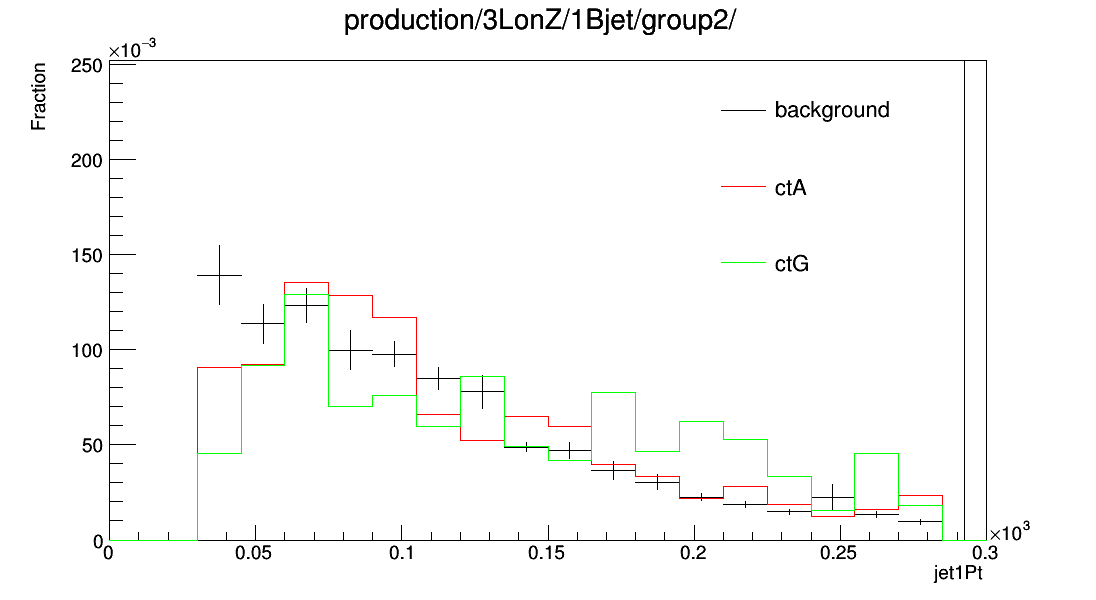 production/3LonZ/1Bjet/group2/
×10⁻³
Fraction
250
200
150
100
50
0
background
ctA
ctG
0 0.05 0.1 0.15 0.2 0.25 0.3
×10³
jet1Pt